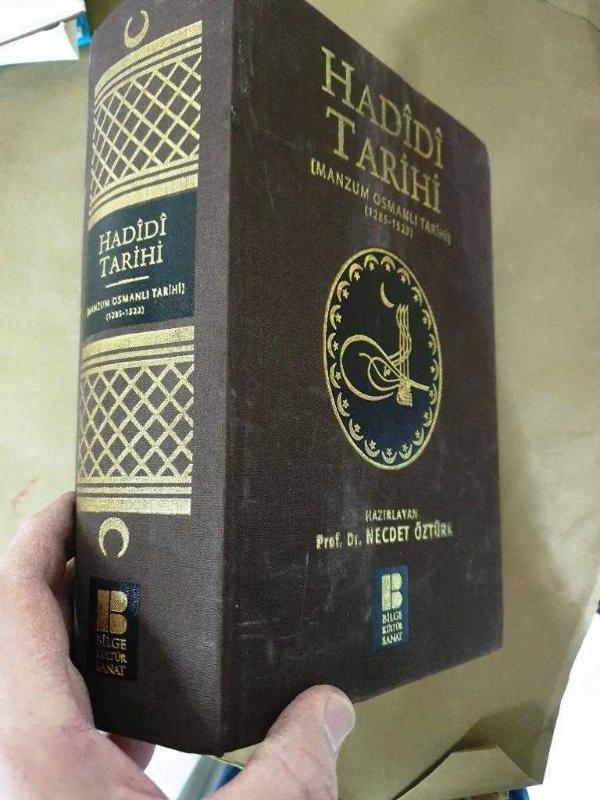 HADÎDÎ
TARİHİ
[MANZUM OSMANLI TARİHİ]
(1285-1523)
HADÎDÎ
TARİHİ
[MANZUM OSMANLI TARİHİ]
(1285-1523)
HAZIRLAYAN
Prof. Dr. NECDET ÖZTÜRK
B
BİLGE
KÜLTÜR
SANAT
B
BİLGE
KÜLTÜR
SANAT